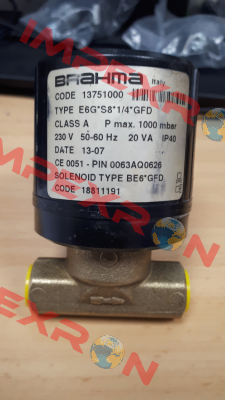 BRAHMA Italy
CODE 13751000
TYPE E6G*S8*1/4*GFD
CLASS A P max. 1000 mbar
230 V 50-60 Hz 20 VA IP40
DATE 13-07
CE 0051 - PIN 0063AQ0626
SOLENOID TYPE BE6*GFD
CODE 18811191
IMPEXRON